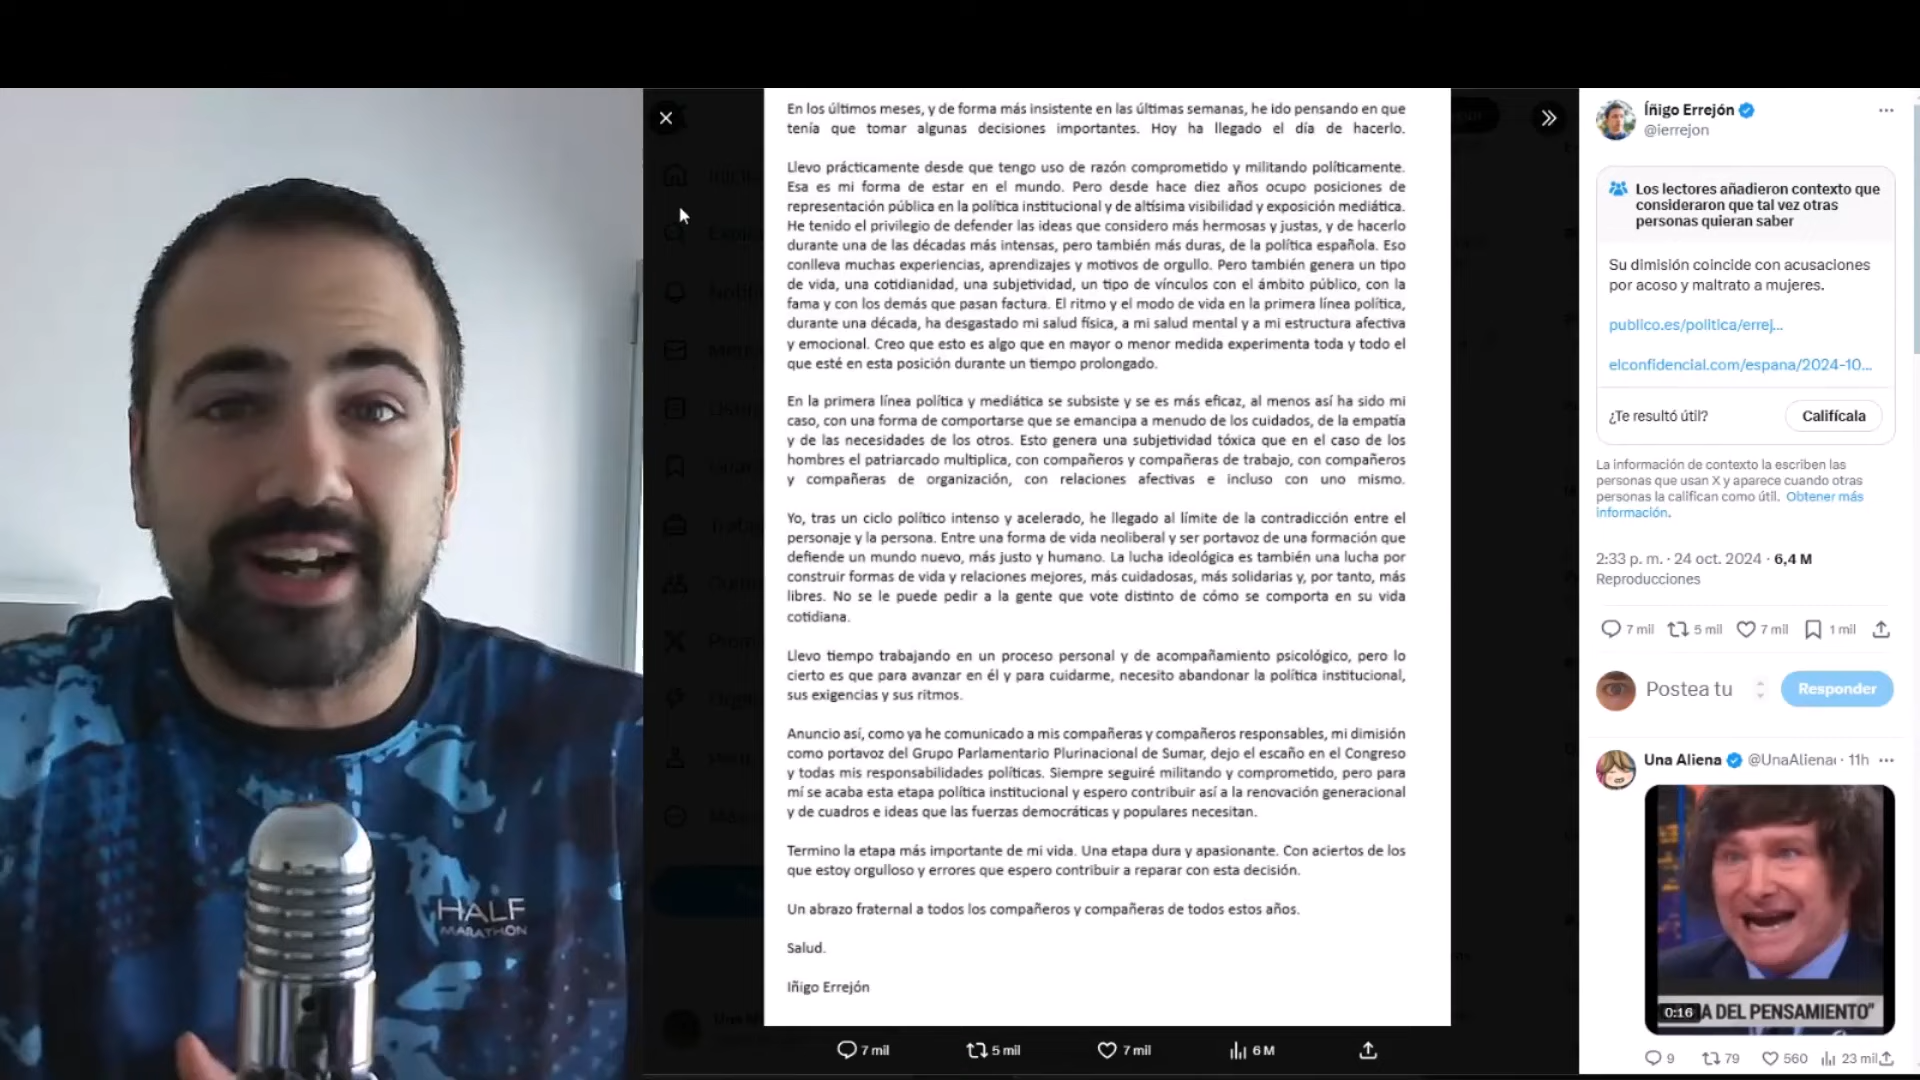 En los últimos meses, y de forma más insistente en las últimas semanas, he ido pensando en que
tenía que tomar algunas decisiones importantes. Hoy ha llegado el día de hacerlo.
Llevo prácticamente desde que tengo uso de razón comprometido y militando políticamente.
Esa es mi forma de estar en el mundo. Pero desde hace diez años ocupo posiciones de
representación pública en la política institucional y de altísima visibilidad y exposición mediática.
He tenido el privilegio de defender las ideas que considero más hermosas y justas, y de hacerlo
durante una de las décadas más intensas, pero también más duras, de la política española. Eso
conlleva muchas experiencias, aprendizajes y motivos de orgullo. Pero también genera un tipo
de vida, una cotidianidad, una subjetividad, un tipo de vínculos con el ámbito público, con la
fama y con los demás que pasan factura. El ritmo y el modo de vida en la primera línea política,
durante una década, ha desgastado mi salud física, a mi salud mental y a mi estructura afectiva
y emocional. Creo que esto es algo que en mayor o menor medida experimenta toda y todo el
que esté en esta posición durante un tiempo prolongado.
En la primera línea política y mediática se subsiste y se es más eficaz, al menos así ha sido mi
caso, con una forma de comportarse que se emancipa a menudo de los cuidados, de la empatía
y de las necesidades de los otros. Esto genera una subjetividad tóxica que en el caso de los
hombres el patriarcado multiplica, con compañeros y compañeras de trabajo, con compañeros
y compañeras de organización, con relaciones afectivas e incluso con uno mismo.
Yo, tras un ciclo político intenso y acelerado, he llegado al límite de la contradicción entre el
personaje y la persona. Entre una forma de vida neoliberal y ser portavoz de una formación que
defiende un mundo nuevo, más justo y humano. La lucha ideológica es también una lucha por
construir formas de vida y relaciones mejores, más cuidadosas, más solidarias y, por tanto, más
libres. No se le puede pedir a la gente que vote distinto de cómo se comporta en su vida
cotidiana.
Llevo tiempo trabajando en un proceso personal y de acompañamiento psicológico, pero lo
cierto es que para avanzar en él y para cuidarme, necesito abandonar la política institucional,
sus exigencias y sus ritmos.
Anuncio así, como ya he comunicado a mis compañeras y compañeros responsables, mi dimisión
como portavoz del Grupo Parlamentario Plurinacional de Sumar, dejo el escaño en el Congreso
y todas mis responsabilidades políticas. Siempre seguiré militando y comprometido, pero para
mí se acaba esta etapa política institucional y espero contribuir así a la renovación generacional
y de cuadros e ideas que las fuerzas democráticas y populares necesitan.
Termino la etapa más importante de mi vida. Una etapa dura y apasionante. Con aciertos de los
que estoy orgulloso y errores que espero contribuir a reparar con esta decisión.
Un abrazo fraternal a todos los compañeros y compañeras de todos estos años.
Salud.
Iñigo Errejón
7 mil 5 mil 7 mil 6 M
Íñigo Errejón
@ierrejon
Los lectores añadieron contexto que
consideraron que tal vez otras
personas quieran saber
Su dimisión coincide con acusaciones
por acoso y maltrato a mujeres.
publico.es/politica/errej...
elconfidencial.com/espana/2024-10...
¿Te resultó útil?
Califícala
La información de contexto la escriben las
personas que usan X y aparece cuando otras
personas la califican como útil. Obtener más
información.
2:33 p. m. · 24 oct. 2024 · 6,4 M
Reproducciones
7 mil 5 mil 7 mil 1 mil
Postea tu
Responder
Una Aliena @UnAliena · 11h
0:16
A DEL PENSAMIENTO"
9 79 560 23 mil
HALF
MARATHON